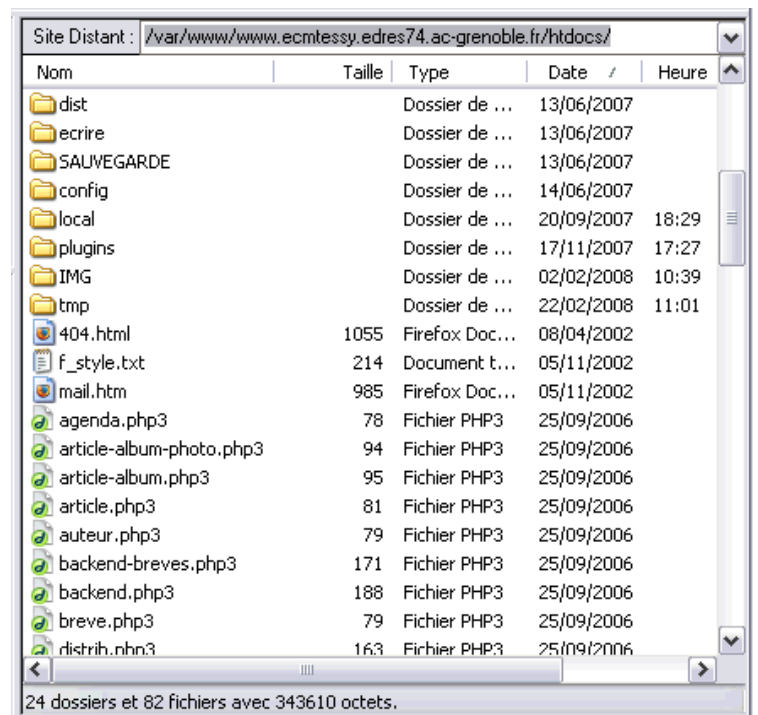 Site Distant : /var/www/www.ecmtessy.edres74.ac-grenoble.fr/htdocs/
Nom Taille Type Date Heure
dist Dossier de ... 13/06/2007
ecrire Dossier de ... 13/06/2007
SAUVEGARDE Dossier de ... 13/06/2007
config Dossier de ... 14/06/2007
local Dossier de ... 20/09/2007 18:29
plugins Dossier de ... 17/11/2007 17:27
IMG Dossier de ... 02/02/2008 10:39
tmp Dossier de ... 22/02/2008 11:01
404.html 1055 Firefox Doc... 08/04/2002
f_style.txt 214 Document t... 05/11/2002
mail.htm 985 Firefox Doc... 05/11/2002
agenda.php3 78 Fichier PHP3 25/09/2006
article-album-photo.php3 94 Fichier PHP3 25/09/2006
article-album.php3 95 Fichier PHP3 25/09/2006
article.php3 81 Fichier PHP3 25/09/2006
auteur.php3 79 Fichier PHP3 25/09/2006
backend-breves.php3 171 Fichier PHP3 25/09/2006
backend.php3 188 Fichier PHP3 25/09/2006
breve.php3 79 Fichier PHP3 25/09/2006
distrib.php3 163 Fichier PHP3 25/09/2006
24 dossiers et 82 fichiers avec 343610 octets.